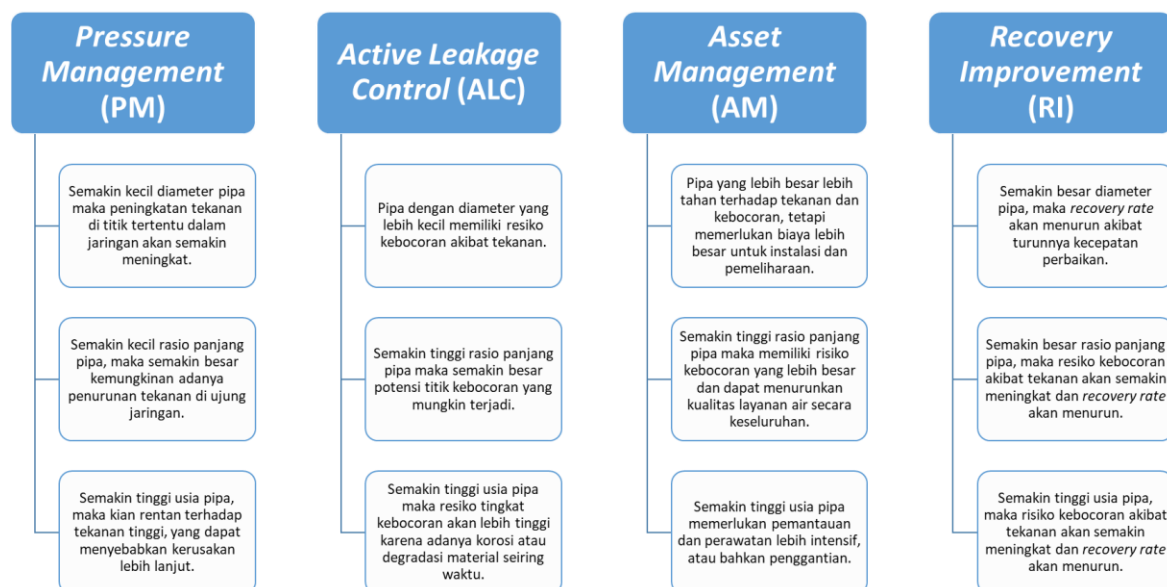 Pressure
Management
(PM)
Semakin kecil diameter pipa
maka peningkatan tekanan
di titik tertentu dalam
jaringan akan semakin
meningkat.
Semakin kecil rasio panjang
pipa, maka semakin besar
kemungkinan adanya
penurunan tekanan di ujung
jaringan.
Semakin tinggi usia pipa,
maka kian rentan terhadap
tekanan tinggi, yang dapat
menyebabkan kerusakan
lebih lanjut.
Active Leakage
Control (ALC)
Pipa dengan diameter yang
lebih kecil memiliki resiko
kebocoran akibat tekanan.
Semakin tinggi rasio panjang
pipa maka semakin besar
potensi titik kebocoran yang
mungkin terjadi.
Semakin tinggi usia pipa
maka resiko tingkat
kebocoran akan lebih tinggi
karena adanya korosi atau
degradasi material seiring
waktu.
Asset
Management
(AM)
Pipa yang lebih besar lebih
tahan terhadap tekanan dan
kebocoran, tetapi
memerlukan biaya lebih
besar untuk instalasi dan
pemeliharaan.
Semakin tinggi rasio panjang
pipa maka memiliki risiko
kebocoran yang lebih besar
dan dapat menurunkan
kualitas layanan air secara
keseluruhan.
Semakin tinggi usia pipa
memerlukan pemantauan
dan perawatan lebih intensif,
atau bahkan penggantian.
Recovery
Improvement
(RI)
Semakin besar diameter
pipa, maka recovery rate
akan menurun akibat
turunnya kecepatan
perbaikan.
Semakin besar rasio panjang
pipa, maka resiko kebocoran
akibat tekanan akan semakin
meningkat dan recovery rate
akan menurun.
Semakin tinggi usia pipa,
maka risiko kebocoran akibat
tekanan akan semakin
meningkat dan recovery rate
akan menurun.